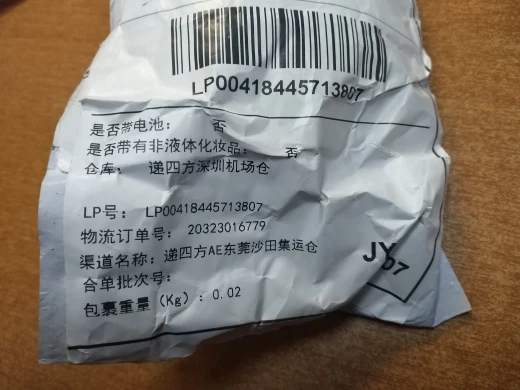 LP00418445713807
是否带电池： 否
是否带有非液体化妆品： 否
仓库： 递四方深圳机场仓
LP号： LP00418445713807
物流订单号： 20323016779
渠道名称：递四方AE东莞沙田集运仓
合单批次号：
包裹重量（Kg）：0.02
JY07